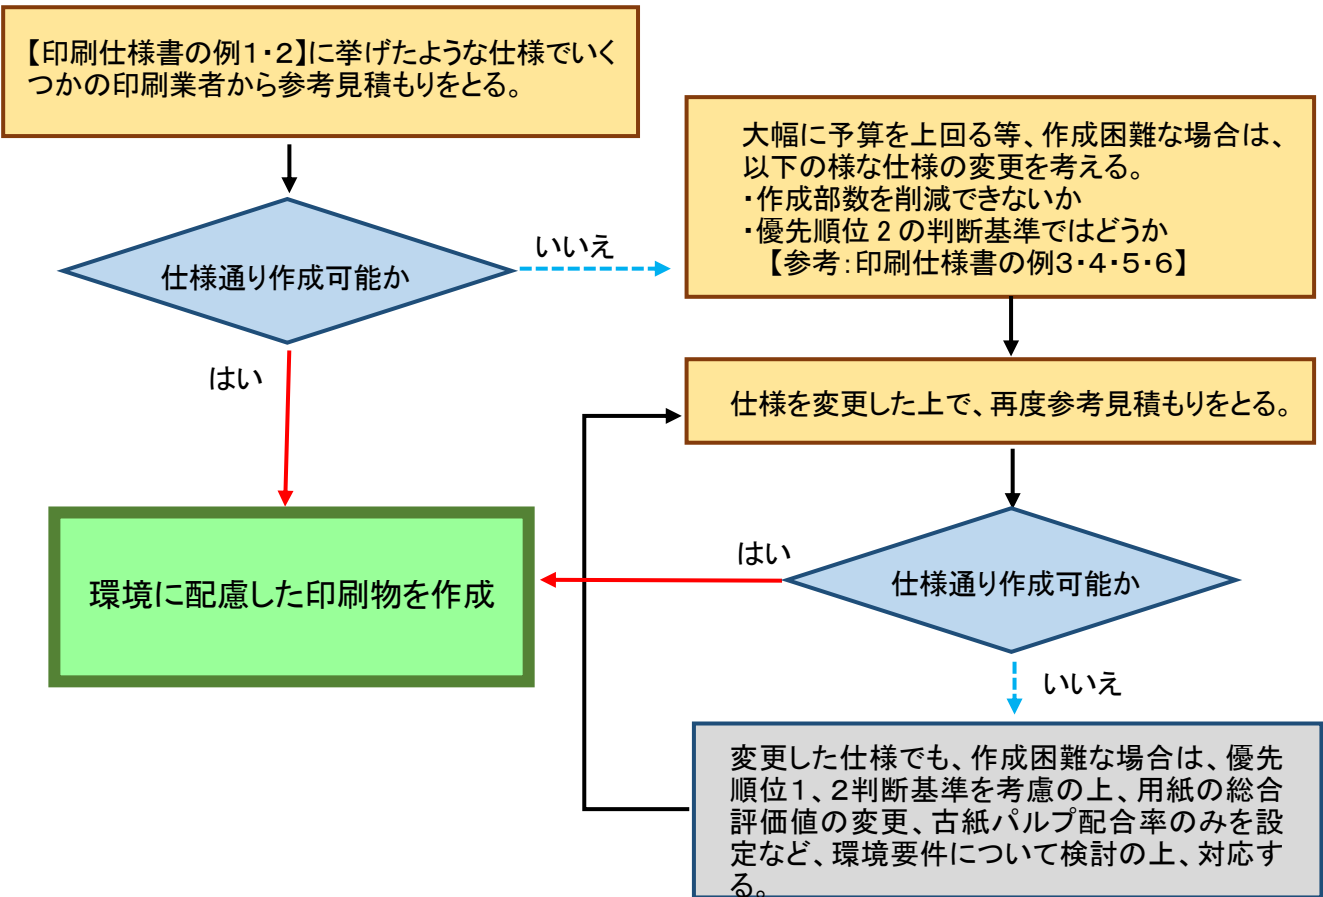 【印刷仕様書の例１・２】に挙げたような仕様でいく
つかの印刷業者から参考見積もりをとる。
仕様通り作成可能か
いいえ
はい
大幅に予算を上回る等、作成困難な場合は、
以下の様な仕様の変更を考える。
・作成部数を削減できないか
・優先順位２の判断基準ではどうか
【参考：印刷仕様書の例３・４・５・６】
仕様を変更した上で、再度参考見積もりをとる。
仕様通り作成可能か
はい
環境に配慮した印刷物を作成
いいえ
変更した仕様でも、作成困難な場合は、優先
順位１、２判断基準を考慮の上、用紙の総合
評価値の変更、古紙パルプ配合率のみを設
定など、環境要件について検討の上、対応す
る。